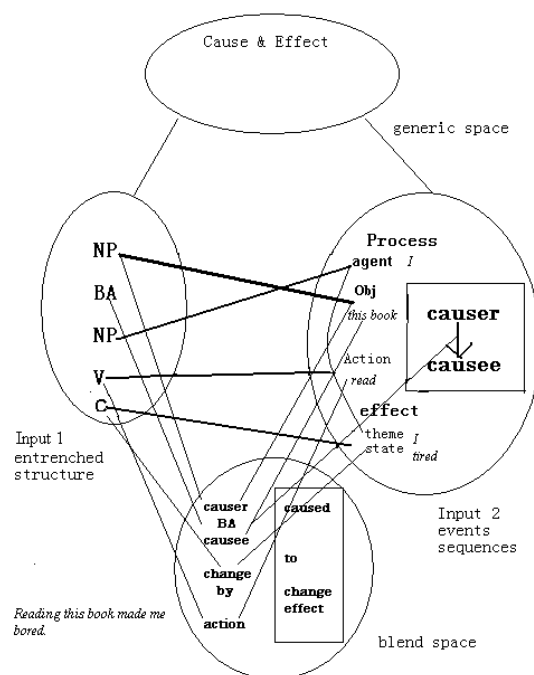 Cause & Effect
generic space
NP
BA
NP
V
C
Input 1
entrenched
structure
Process
agent I
Obj
this book
Action
read
effect
theme I
state tired
causer
causee
Input 2
events
sequences
causer
BA
causee
change
by
action
caused
to
change
effect
blend space
Reading this book made me
bored.